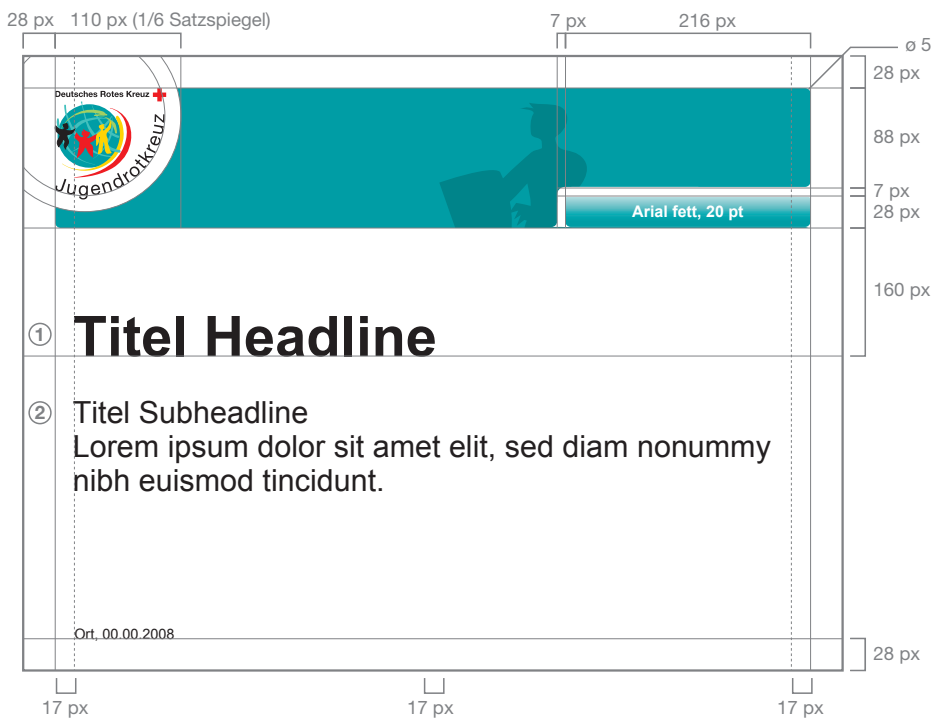 28 px 110 px (1/6 Satzspiegel) 7 px 216 px
ø 5
28 px
Deutsches Rotes Kreuz
Jugendrotkreuz
88 px
7 px
Arial fett, 20 pt 28 px
160 px
1 Titel Headline
2 Titel Subheadline
Lorem ipsum dolor sit amet elit, sed diam nonummy
nibh euismod tincidunt.
Ort, 00.00.2008
28 px
17 px 17 px 17 px